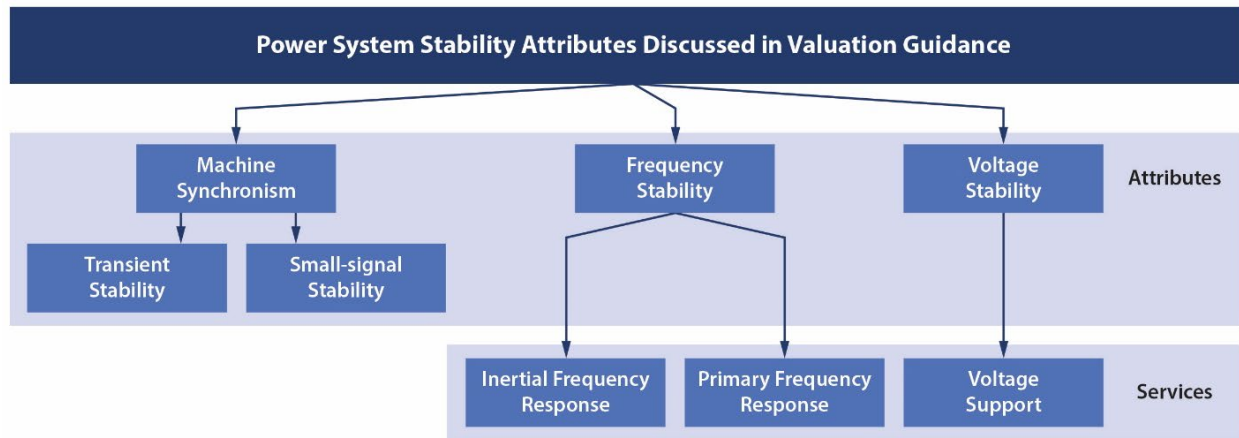 Power System Stability Attributes Discussed in Valuation Guidance
Machine
Synchronism
Frequency
Stability
Voltage
Stability
Attributes
Transient
Stability
Small-signal
Stability
Inertial Frequency
Response
Primary Frequency
Response
Voltage
Support
Services